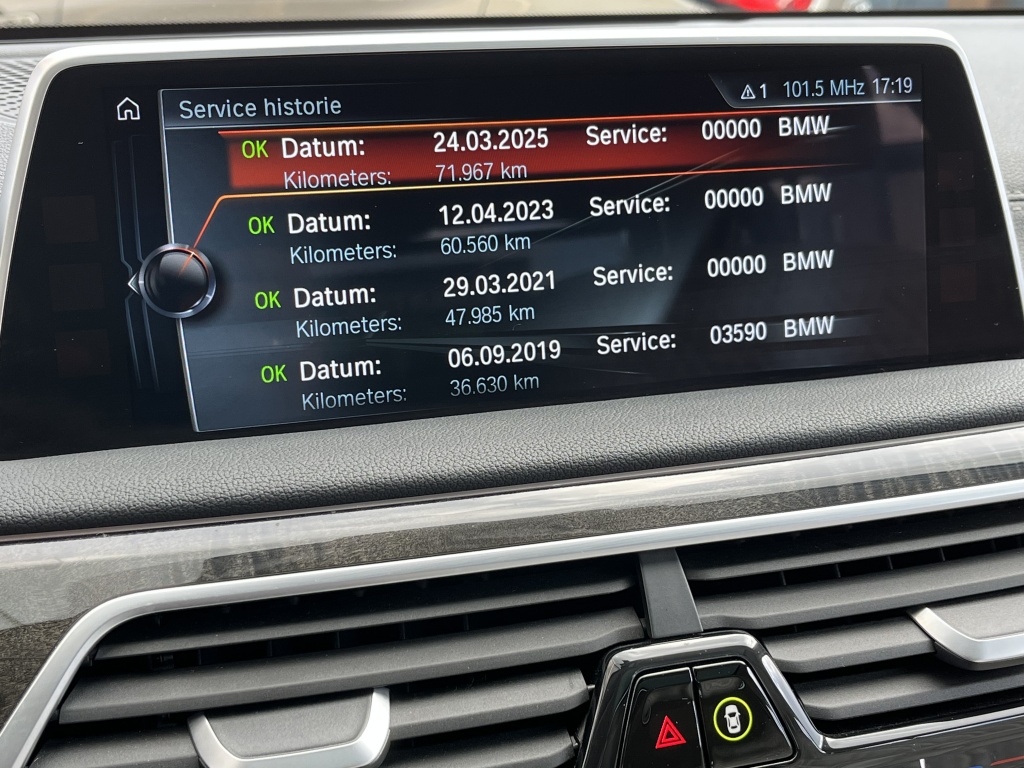 1 101.5 MHz 17:19
Service historie
OK Datum: 24.03.2025 Service: 00000 BMW
Kilometers: 71.967 km
OK Datum: 12.04.2023 Service: 00000 BMW
Kilometers: 60.560 km
OK Datum: 29.03.2021 Service: 00000 BMW
Kilometers: 47.985 km
OK Datum: 06.09.2019 Service: 03590 BMW
Kilometers: 36.630 km